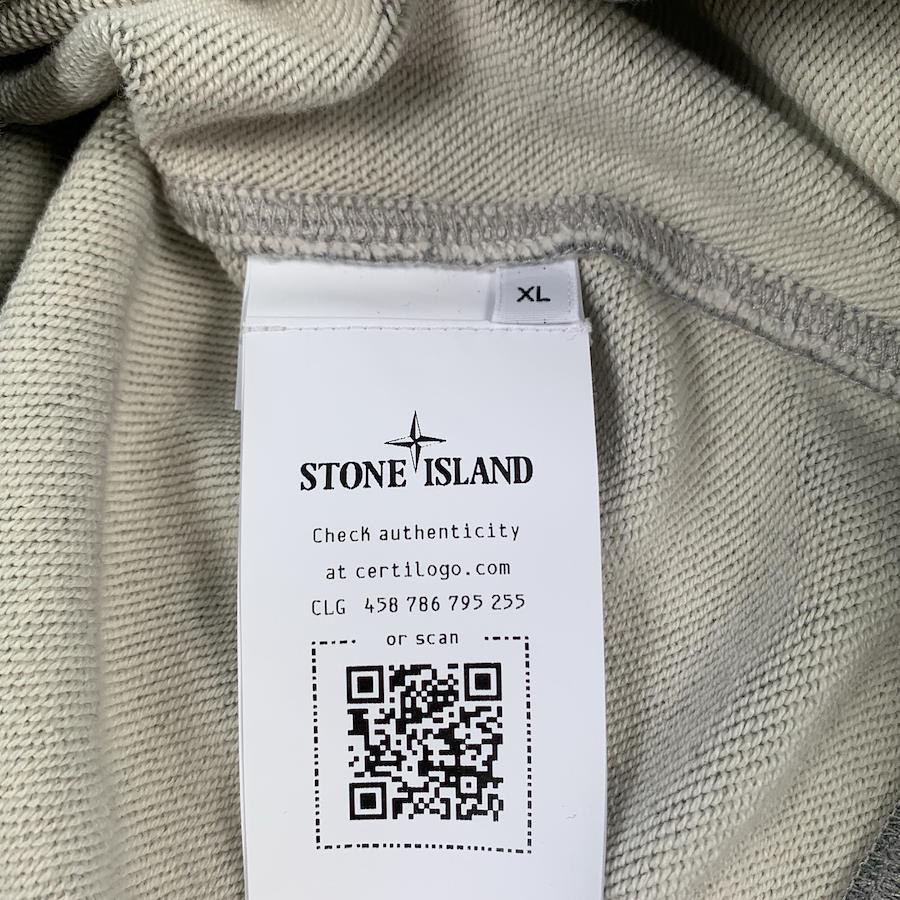 XL
STONE ISLAND
Check authenticity
at certilogo.com
CLG 458 786 795 255
or scan